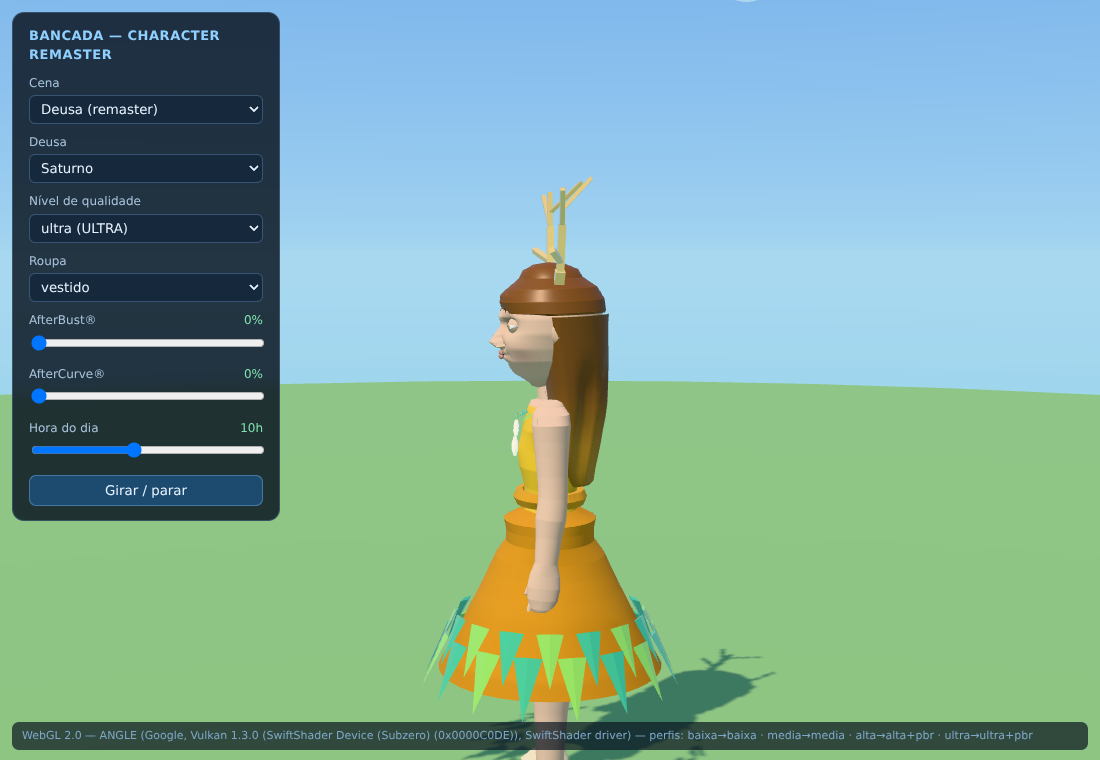 BANCADA — CHARACTER
REMASTER
Cena
Deusa (remaster)
Deusa
Saturno
Nível de qualidade
ultra (ULTRA)
Roupa
vestido
AfterBust® 0%
AfterCurve® 0%
Hora do dia 10h
Girar / parar
WebGL 2.0 — ANGLE (Google, Vulkan 1.3.0 (SwiftShader Device (Subzero) (0x0000C0DE)), SwiftShader driver) — perfis: baixa→baixa · media→media · alta→alta+pbr · ultra→ultra+pbr